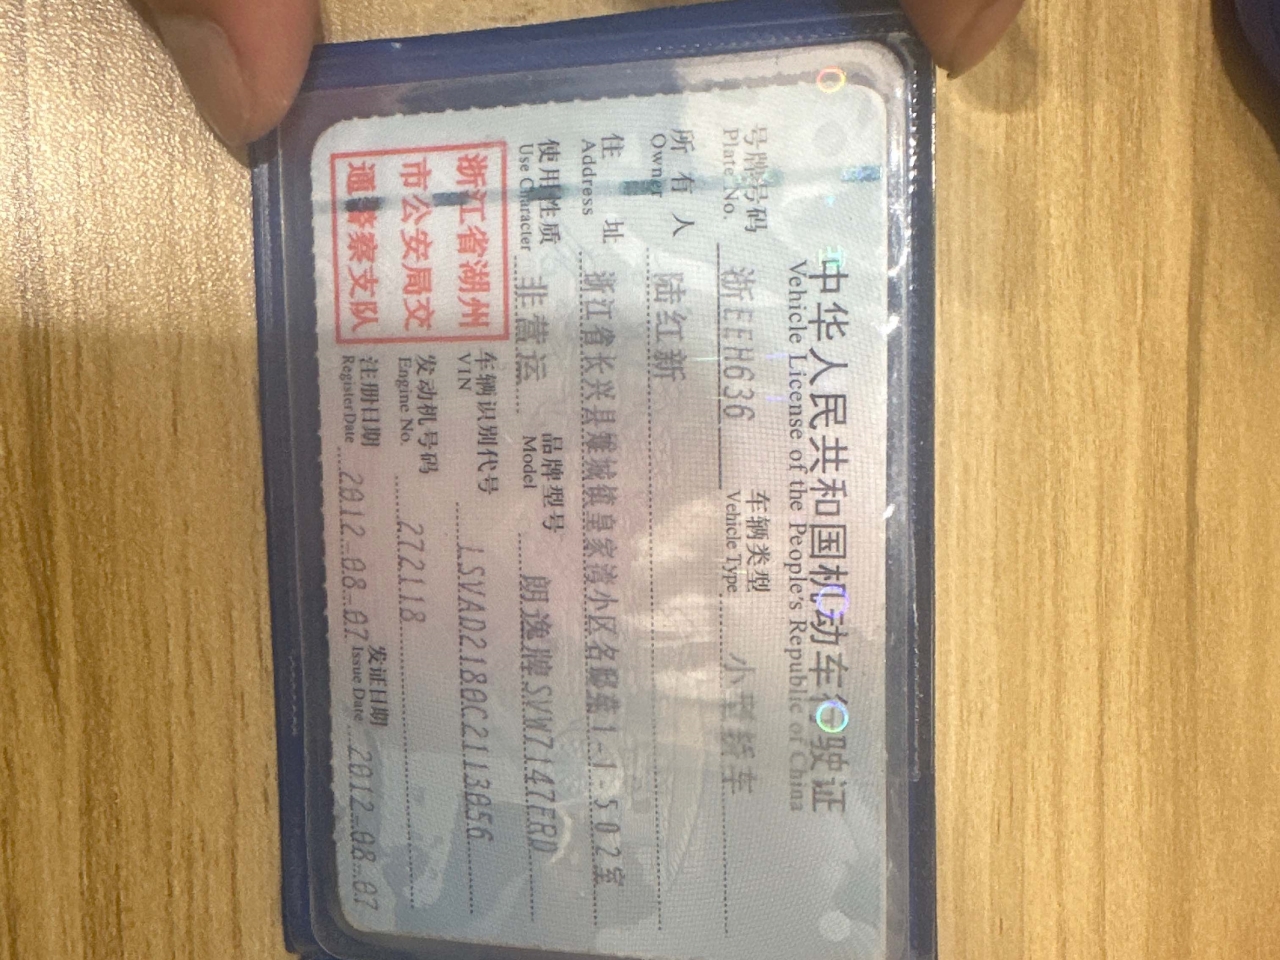 中华人民共和国机动车行驶证
Vehicle License of the People's Republic of China
号牌号码 浙EEH636 车辆类型 小型轿车
Plate No. Vehicle Type
所有人 陆红新
Owner
住址 浙江省长兴县雉城镇皇家湾小区名邸苑1-1-502室
Address
使用性质 非营运 品牌型号 朗逸牌SVW7147ERD
Use Character Model
浙江省湖州
市公安局交
通警察支队
车辆识别代号 LSVAD2180C2113056
VIN
发动机号码 272118
Engine No.
注册日期 2012-08-07 发证日期 2012-08-07
Register Date Issue Date